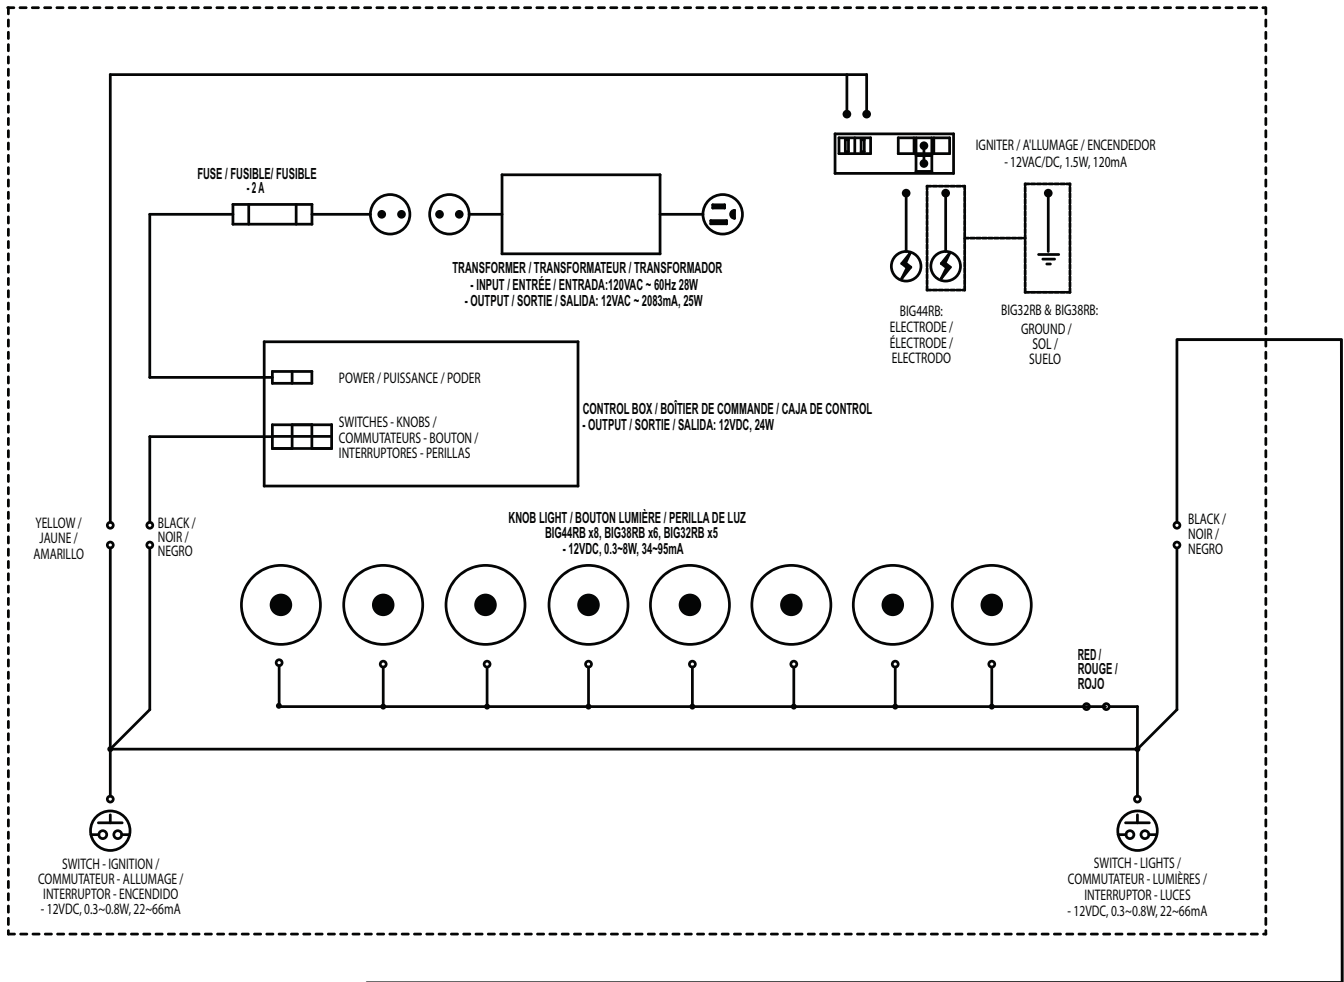 IGNITER / A'LLUMAGE / ENCENDEDOR
- 12VAC/DC, 1.5W, 120mA
FUSE / FUSIBLE/ FUSIBLE
- 2 A
TRANSFORMER / TRANSFORMATEUR / TRANSFORMADOR
- INPUT / ENTRÉE / ENTRADA:120VAC ~ 60Hz 28W
- OUTPUT / SORTIE / SALIDA: 12VAC ~ 2083mA, 25W
BIG44RB:
ELECTRODE /
ÉLECTRODE /
ELECTRODO
BIG32RB & BIG38RB:
GROUND /
SOL /
SUELO
POWER / PUISSANCE / PODER
SWITCHES - KNOBS /
COMMUTATEURS - BOUTON /
INTERRUPTORES - PERILLAS
CONTROL BOX / BOÎTIER DE COMMANDE / CAJA DE CONTROL
- OUTPUT / SORTIE / SALIDA: 12VDC, 24W
YELLOW /
JAUNE /
AMARILLO
BLACK /
NOIR /
NEGRO
KNOB LIGHT / BOUTON LUMIÈRE / PERILLA DE LUZ
BIG44RB x8, BIG38RB x6, BIG32RB x5
- 12VDC, 0.3~8W, 34~95mA
BLACK /
NOIR /
NEGRO
RED /
ROUGE /
ROJO
SWITCH - IGNITION /
COMMUTATEUR - ALLUMAGE /
INTERRUPTOR - ENCENDIDO
- 12VDC, 0.3~0.8W, 22~66mA
SWITCH - LIGHTS /
COMMUTATEUR - LUMIÈRES /
INTERRUPTOR - LUCES
- 12VDC, 0.3~0.8W, 22~66mA